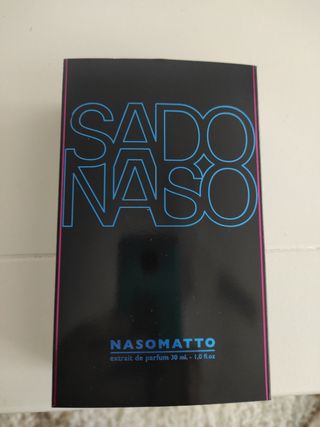 SADO
NASO
NASOMATTO
extrait de parfum 30 ml. - 1,0 fl.oz